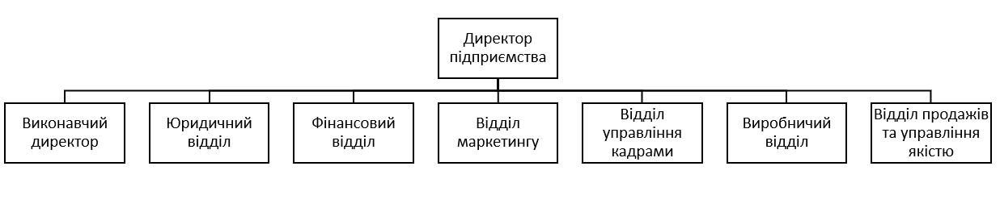 Директор
підприємства
Виконавчий
директор
Юридичний
відділ
Фінансовий
відділ
Відділ
маркетингу
Відділ
управління
кадрами
Виробничий
відділ
Відділ продажів
та управління
якістю